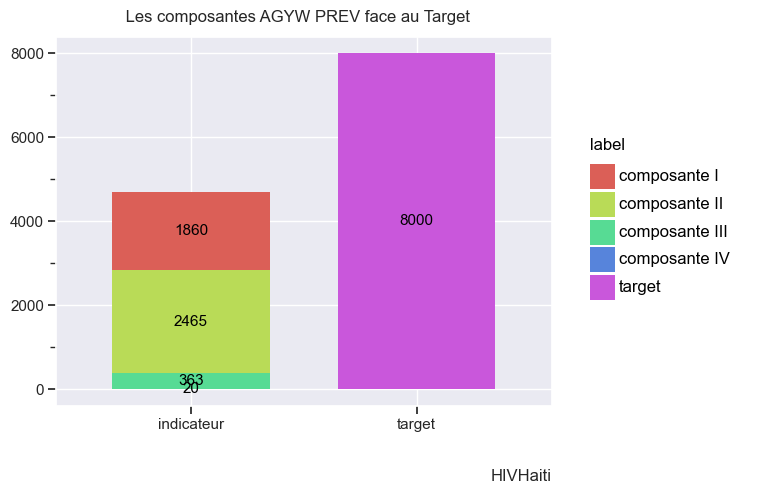 Les composantes AGYW PREV face au Target
8000
6000
4000
2000
0
1860
2465
363
20
8000
indicateur
target
label
composante I
composante II
composante III
composante IV
target
HIVHaiti